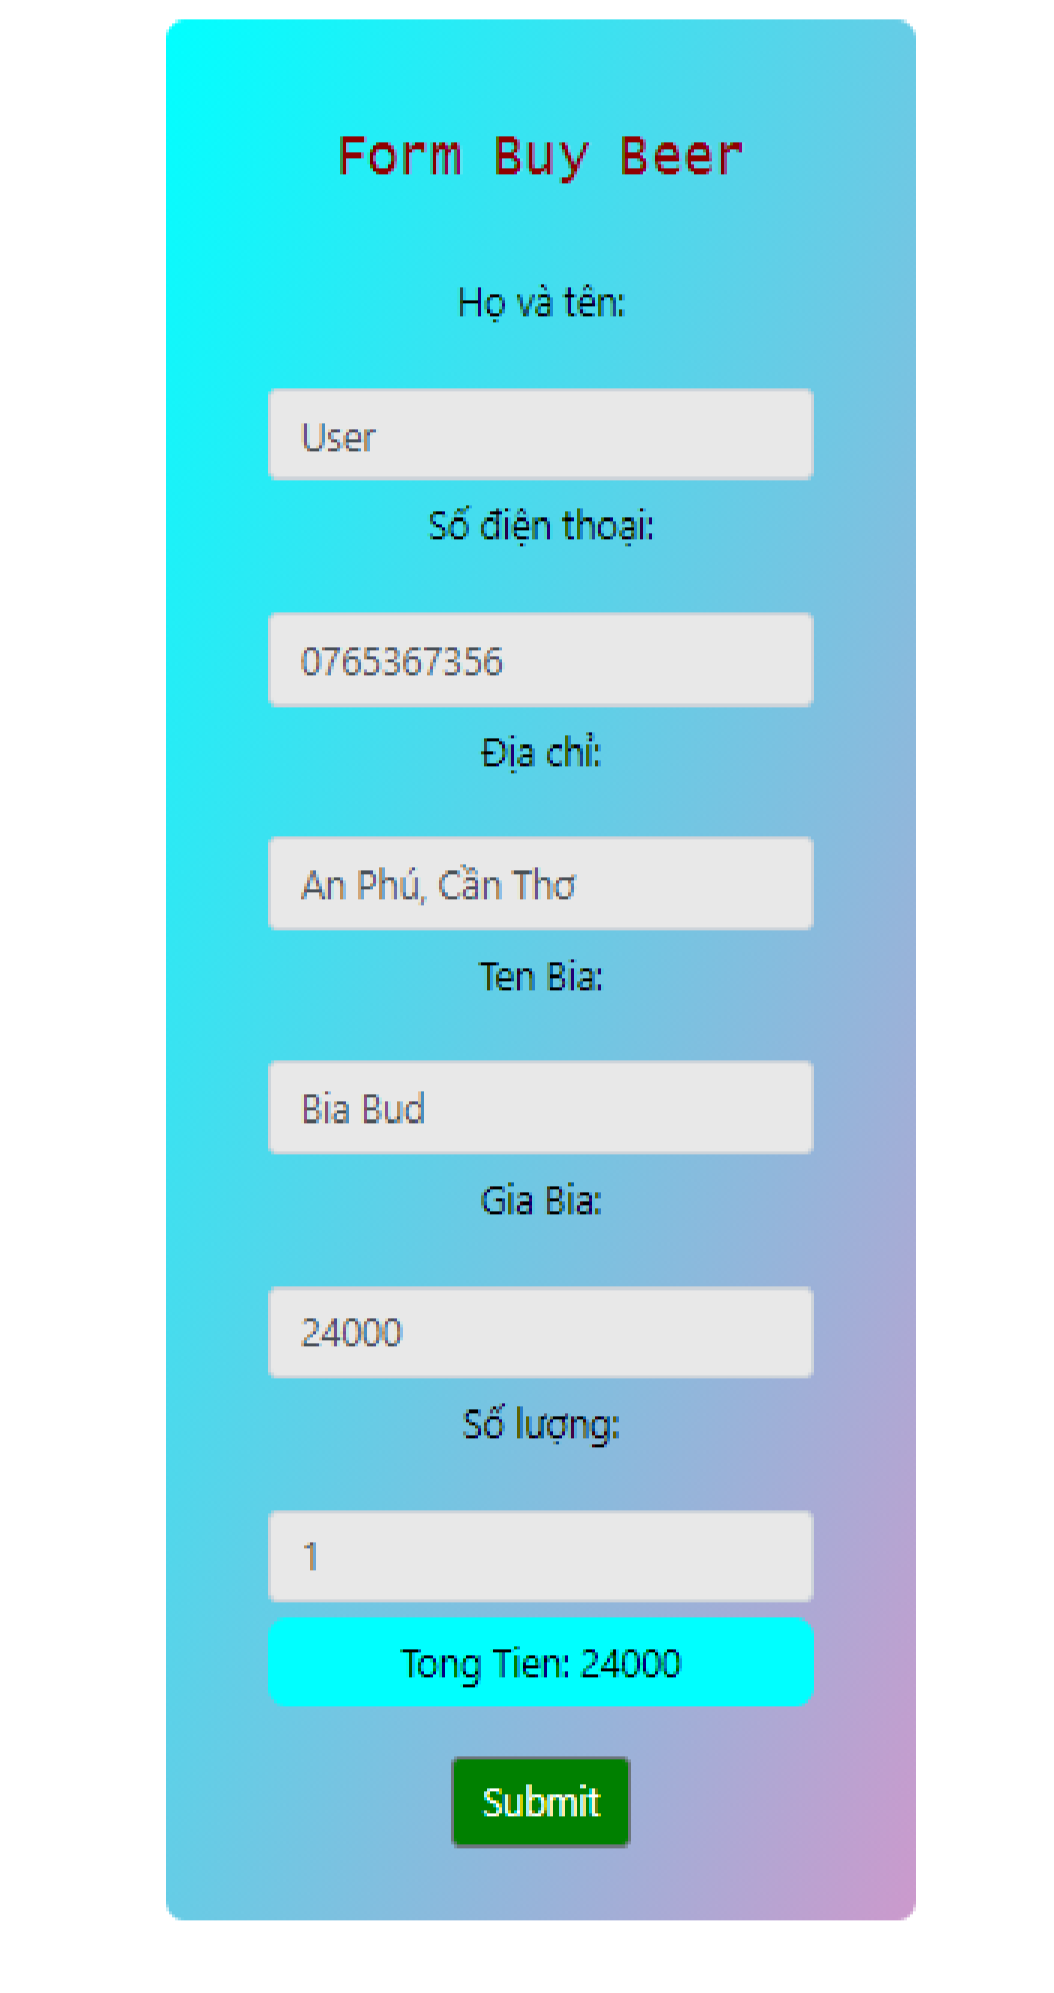 Form Buy Beer
Họ và tên:
User
Số điện thoại:
0765367356
Địa chỉ:
An Phú, Cần Thơ
Ten Bia:
Bia Bud
Gia Bia:
24000
Số lượng:
1
Tong Tien: 24000
Submit